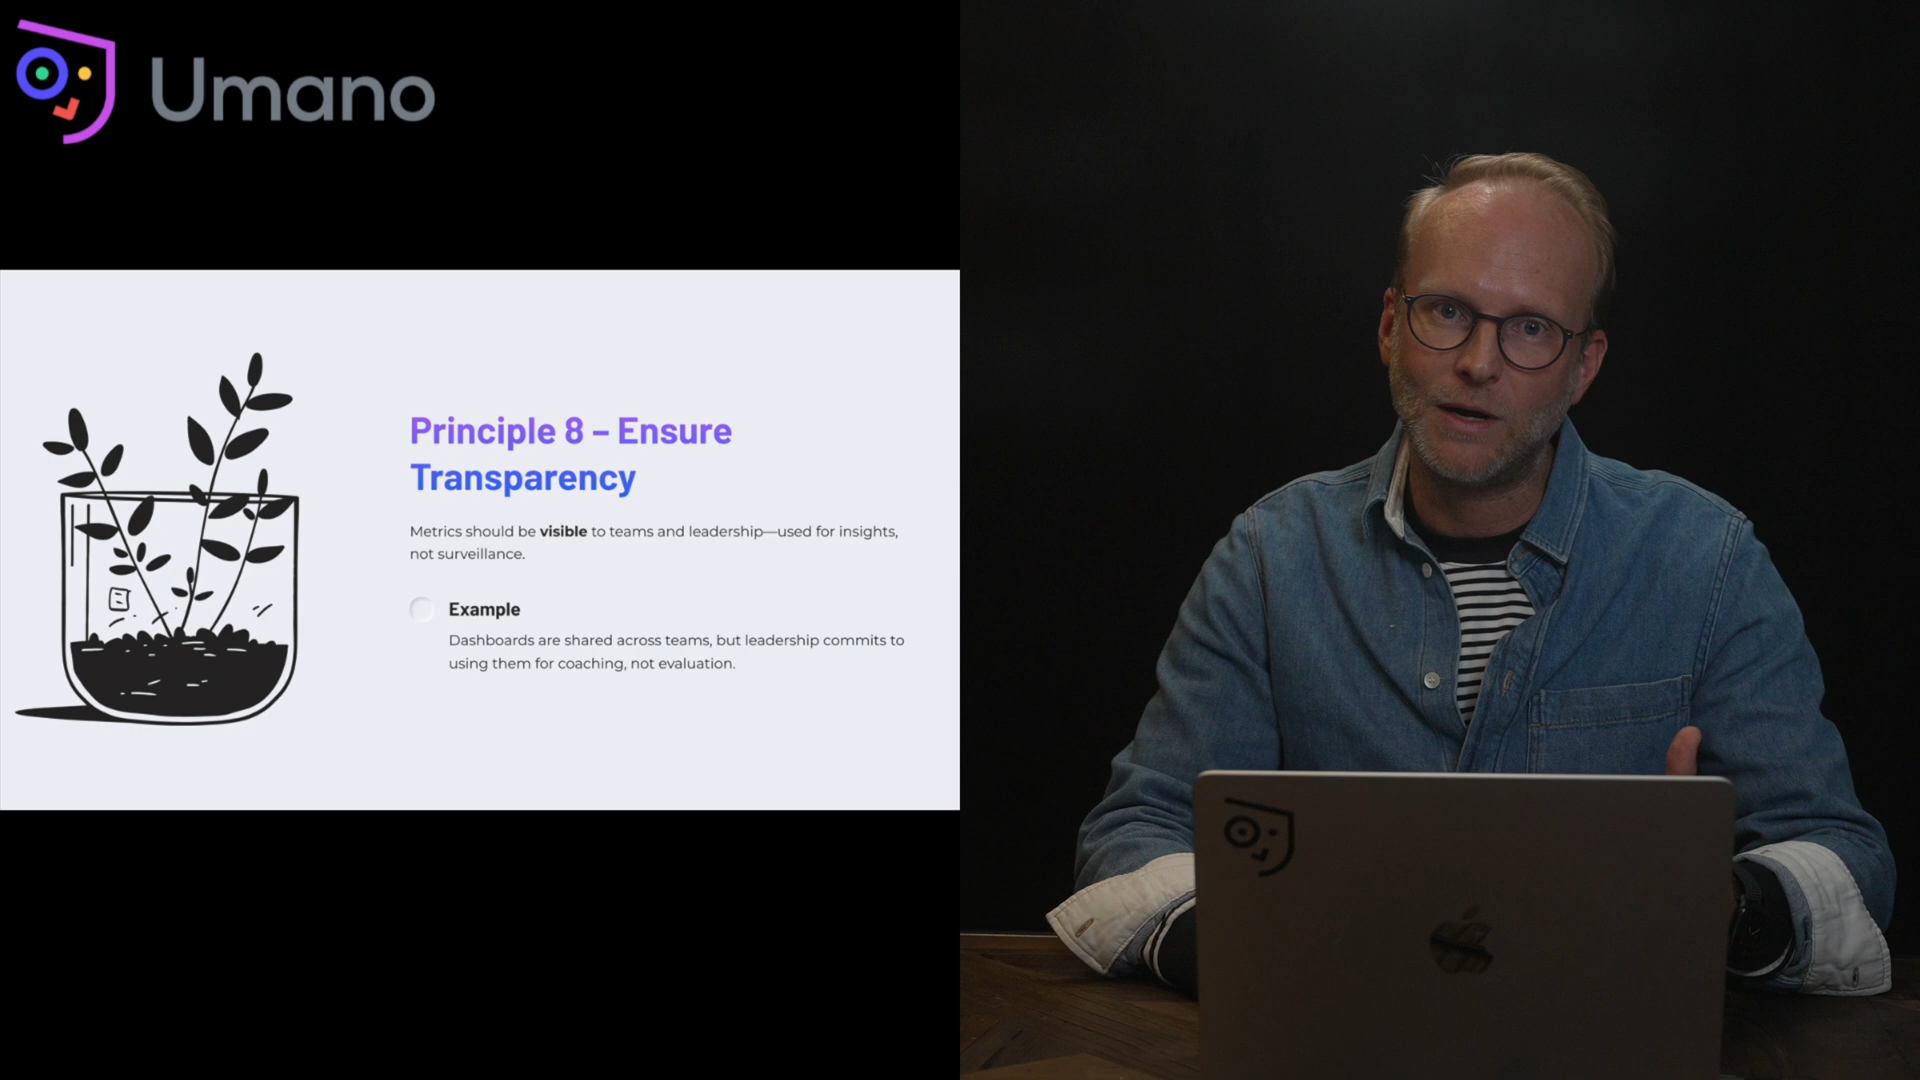 Umano
Principle 8 – Ensure
Transparency
Metrics should be visible to teams and leadership—used for insights,
not surveillance.
Example
Dashboards are shared across teams, but leadership commits to
using them for coaching, not evaluation.